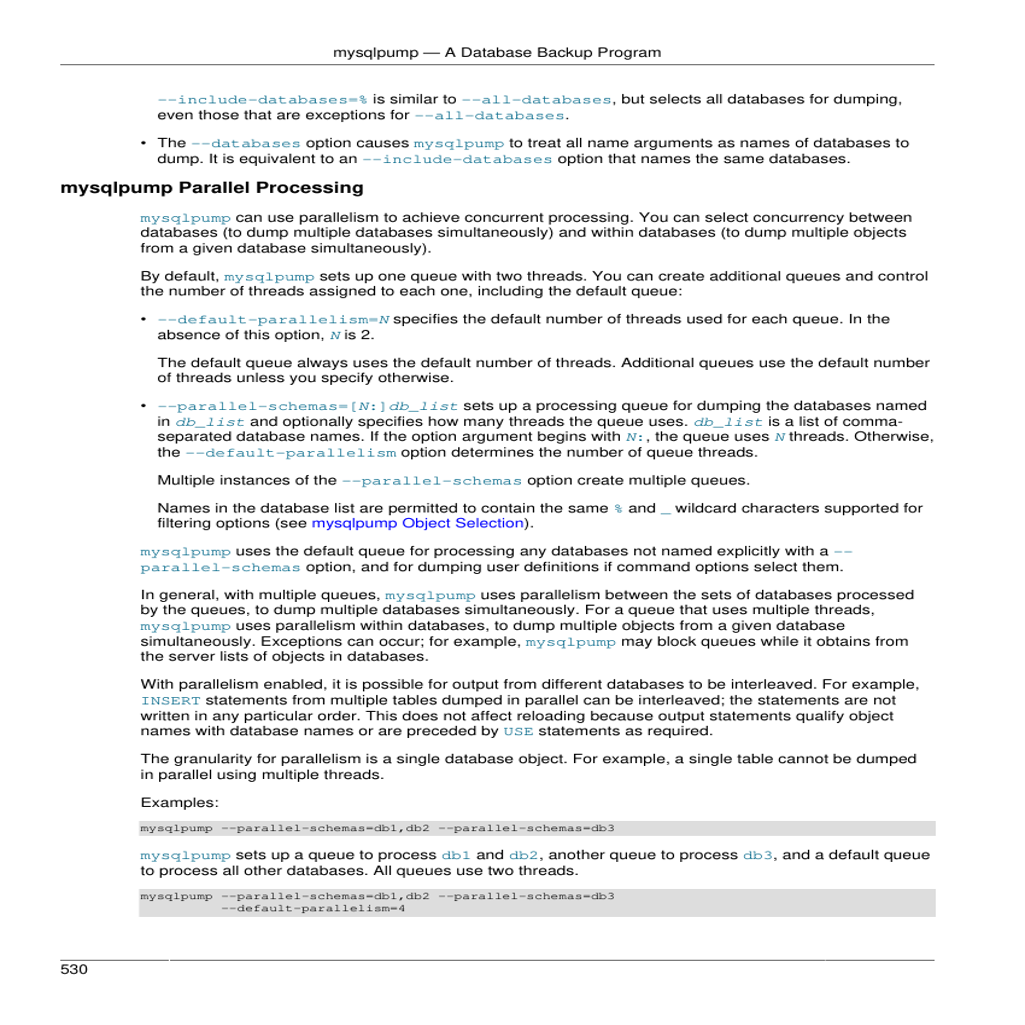 mysqlpump — A Database Backup Program
--include-databases=% is similar to --all-databases, but selects all databases for dumping,
even those that are exceptions for --all-databases.
• The --databases option causes mysqlpump to treat all name arguments as names of databases to
dump. It is equivalent to an --include-databases option that names the same databases.
mysqlpump Parallel Processing
mysqlpump can use parallelism to achieve concurrent processing. You can select concurrency between
databases (to dump multiple databases simultaneously) and within databases (to dump multiple objects
from a given database simultaneously).
By default, mysqlpump sets up one queue with two threads. You can create additional queues and control
the number of threads assigned to each one, including the default queue:
• --default-parallelism=N specifies the default number of threads used for each queue. In the
absence of this option, N is 2.
The default queue always uses the default number of threads. Additional queues use the default number
of threads unless you specify otherwise.
• --parallel-schemas=[N:]db_list sets up a processing queue for dumping the databases named
in db_list and optionally specifies how many threads the queue uses. db_list is a list of comma-
separated database names. If the option argument begins with N:, the queue uses N threads. Otherwise,
the --default-parallelism option determines the number of queue threads.
Multiple instances of the --parallel-schemas option create multiple queues.
Names in the database list are permitted to contain the same % and _ wildcard characters supported for
filtering options (see mysqlpump Object Selection).
mysqlpump uses the default queue for processing any databases not named explicitly with a --
parallel-schemas option, and for dumping user definitions if command options select them.
In general, with multiple queues, mysqlpump uses parallelism between the sets of databases processed
by the queues, to dump multiple databases simultaneously. For a queue that uses multiple threads,
mysqlpump uses parallelism within databases, to dump multiple objects from a given database
simultaneously. Exceptions can occur; for example, mysqlpump may block queues while it obtains from
the server lists of objects in databases.
With parallelism enabled, it is possible for output from different databases to be interleaved. For example,
INSERT statements from multiple tables dumped in parallel can be interleaved; the statements are not
written in any particular order. This does not affect reloading because output statements qualify object
names with database names or are preceded by USE statements as required.
The granularity for parallelism is a single database object. For example, a single table cannot be dumped
in parallel using multiple threads.
Examples:
mysqlpump --parallel-schemas=db1,db2 --parallel-schemas=db3
mysqlpump sets up a queue to process db1 and db2, another queue to process db3, and a default queue
to process all other databases. All queues use two threads.
mysqlpump --parallel-schemas=db1,db2 --parallel-schemas=db3
--default-parallelism=4
530